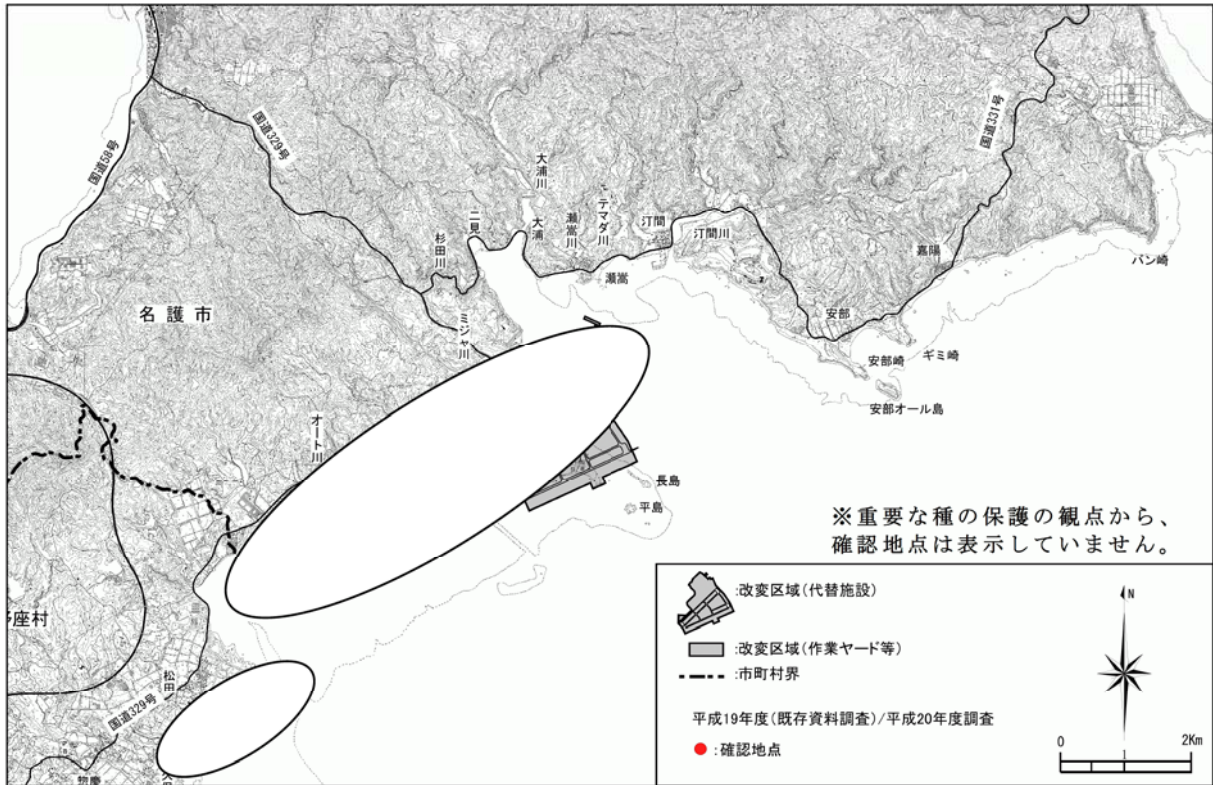 国道58号
国道329号
国道331号
大浦川
杉田川
二見
大浦
瀬嵩川
テマダ川
汀間
汀間川
瀬嵩
嘉陽
バン崎
名護市
ミジャ川
安部
安部崎
ギミ崎
安部オール島
オート川
長島
平島
※重要な種の保護の観点から、
確認地点は表示していません。
座村
松田
国道329号
惣慶
:改変区域(代替施設)
:改変区域(作業ヤード等)
:市町村界
平成19年度(既存資料調査)/平成20年度調査
:確認地点
N
0 1 2Km